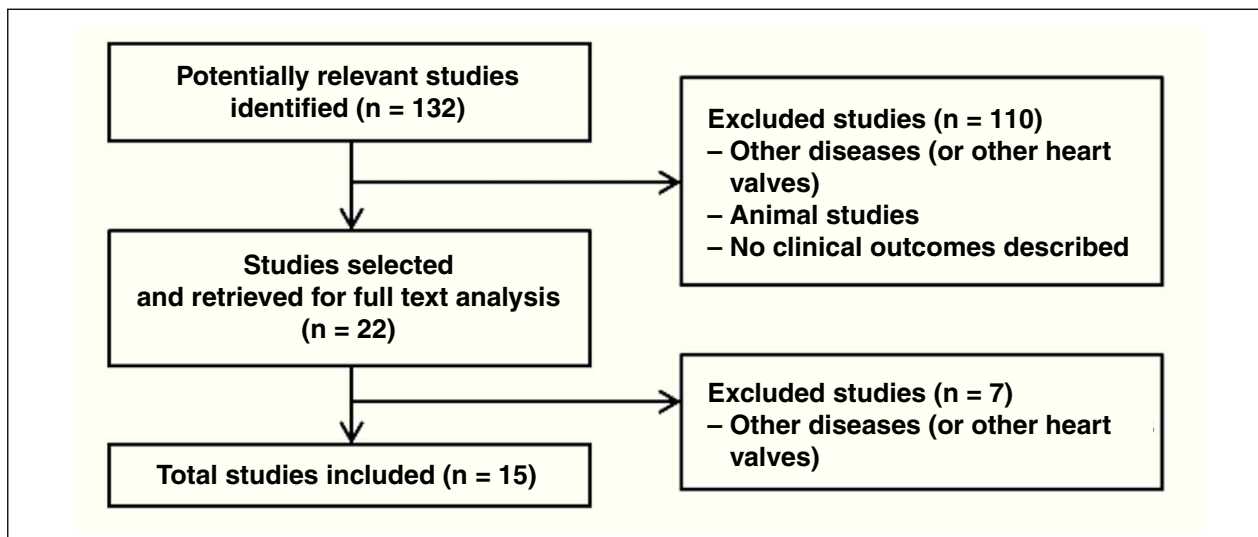 Potentially relevant studies
identified (n = 132)
Excluded studies (n = 110)
– Other diseases (or other heart
valves)
– Animal studies
– No clinical outcomes described
Studies selected
and retrieved for full text analysis
(n = 22)
Excluded studies (n = 7)
– Other diseases (or other heart
valves)
Total studies included (n = 15)